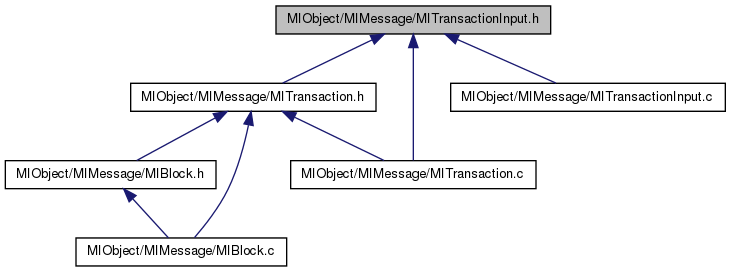 MIObject/MIMessage/MITransactionInput.h
MIObject/MIMessage/MITransaction.h
MIObject/MIMessage/MITransactionInput.c
MIObject/MIMessage/MIBlock.h
MIObject/MIMessage/MITransaction.c
MIObject/MIMessage/MIBlock.c